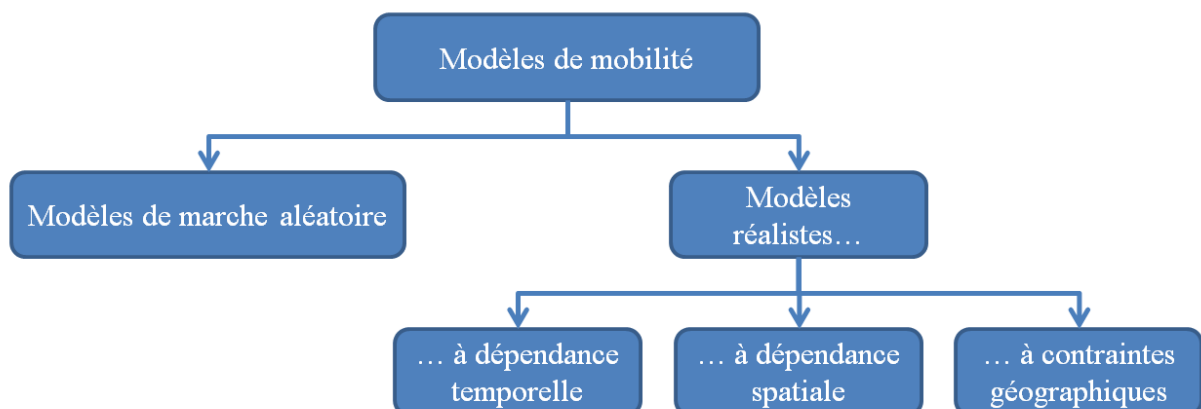 Modèles de mobilité
Modèles de marche aléatoire
Modèles
réalistes…
… à dépendance
temporelle
… à dépendance
spatiale
… à contraintes
géographiques